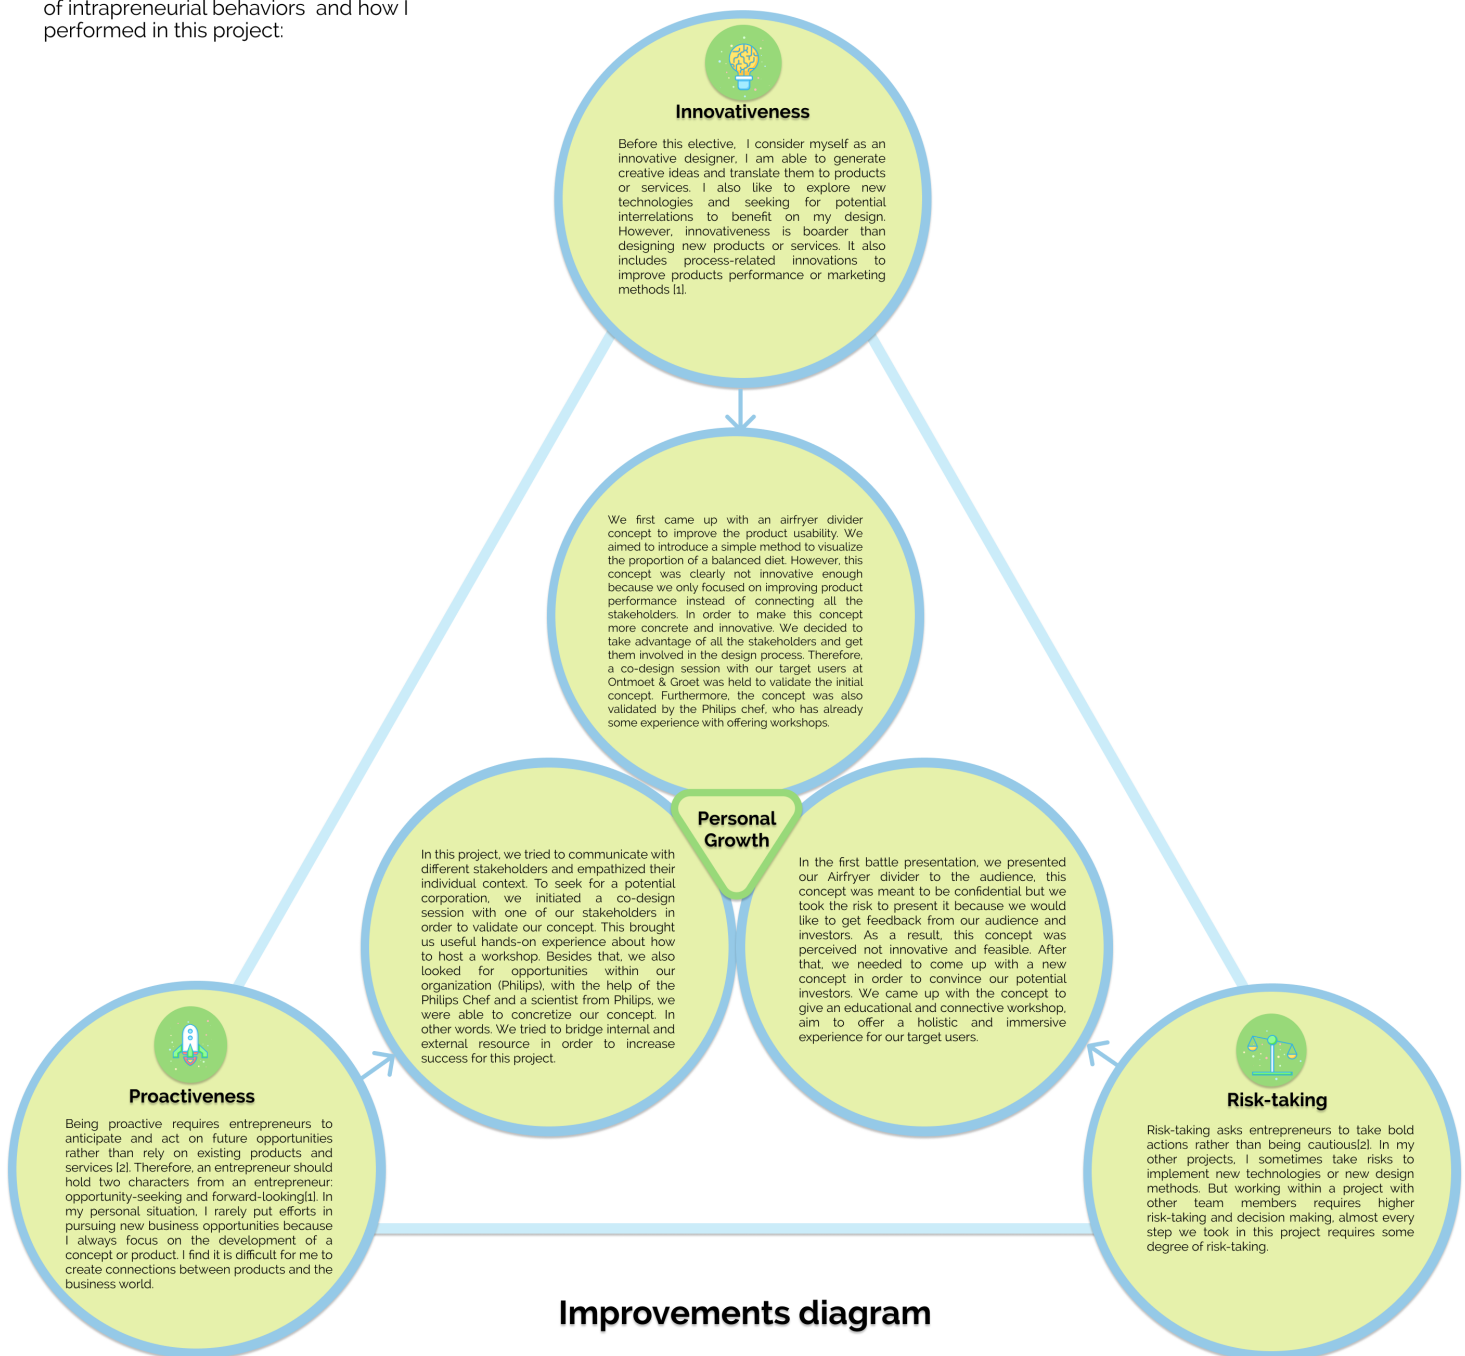 of intrapreneurial behaviors and how I
performed in this project:
Innovativeness
Before this elective, I consider myself as an
innovative designer, I am able to generate
creative ideas and translate them to products
or services. I also like to explore new
technologies and seeking for potential
interrelations to benefit on my design.
However, innovativeness is boarder than
designing new products or services. It also
includes process-related innovations to
improve products performance or marketing
methods [1].
We first came up with an airfryer divider
concept to improve the product usability. We
aimed to introduce a simple method to visualize
the proportion of a balanced diet. However, this
concept was clearly not innovative enough
because we only focused on improving product
performance instead of connecting all the
stakeholders. In order to make this concept
more concrete and innovative. We decided to
take advantage of all the stakeholders and get
them involved in the design process. Therefore,
a co-design session with our target users at
Ontmoet & Groet was held to validate the initial
concept. Furthermore, the concept was also
validated by the Philips chef, who has already
some experience with offering workshops.
Personal
Growth
In this project, we tried to communicate with
different stakeholders and empathized their
individual context. To seek for a potential
corporation, we initiated a co-design
session with one of our stakeholders in
order to validate our concept. This brought
us useful hands-on experience about how
to host a workshop. Besides that, we also
looked for opportunities within our
organization (Philips), with the help of the
Philips Chef and a scientist from Philips, we
were able to concretize our concept. In
other words. We tried to bridge internal and
external resource in order to increase
success for this project.
In the first battle presentation, we presented
our Airfryer divider to the audience, this
concept was meant to be confidential but we
took the risk to present it because we would
like to get feedback from our audience and
investors. As a result, this concept was
perceived not innovative and feasible. After
that, we needed to come up with a new
concept in order to convince our potential
investors. We came up with the concept to
give an educational and connective workshop,
aim to offer a holistic and immersive
experience for our target users.
Proactiveness
Being proactive requires entrepreneurs to
anticipate and act on future opportunities
rather than rely on existing products and
services [2]. Therefore, an entrepreneur should
hold two characters from an entrepreneur:
opportunity-seeking and forward-looking[1]. In
my personal situation, I rarely put efforts in
pursuing new business opportunities because
I always focus on the development of a
concept or product. I find it is difficult for me to
create connections between products and the
business world.
Risk-taking
Risk-taking asks entrepreneurs to take bold
actions rather than being cautious[2]. In my
other projects, I sometimes take risks to
implement new technologies or new design
methods. But working within a project with
other team members requires higher
risk-taking and decision making, almost every
step we took in this project requires some
degree of risk-taking.
Improvements diagram